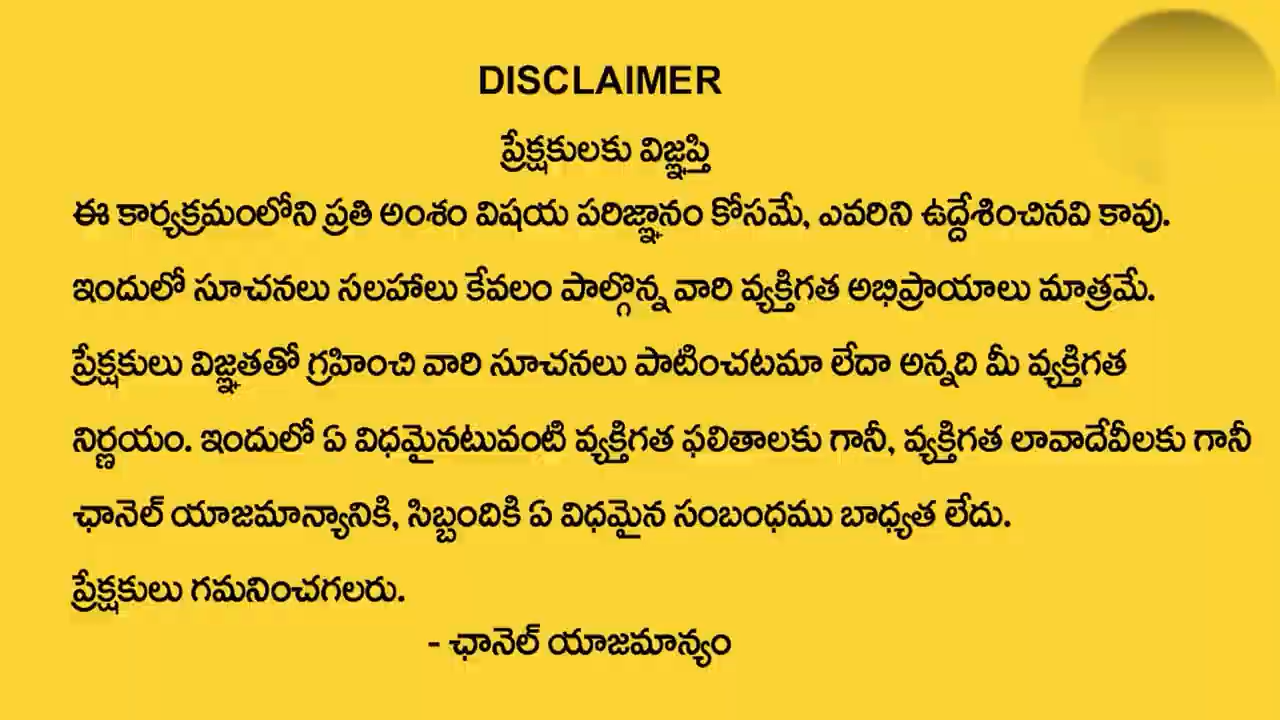 DISCLAIMER
ప్రేక్షకులకు విజ్ఞప్తి
ఈ కార్యక్రమంలోని ప్రతి అంశం విషయ పరిజ్ఞానం కోసమే, ఎవరిని ఉద్దేశించినవి కావు.
ఇందులో సూచనలు సలహాలు కేవలం పాల్గొన్న వారి వ్యక్తిగత అభిప్రాయాలు మాత్రమే.
ప్రేక్షకులు విజ్ఞతతో గ్రహించి వారి సూచనలు పాటించటమా లేదా అన్నది మీ వ్యక్తిగత
నిర్ణయం. ఇందులో ఏ విధమైనటువంటి వ్యక్తిగత ఫలితాలకు గానీ, వ్యక్తిగత లావాదేవీలకు గానీ
ఛానెల్ యాజమాన్యానికి, సిబ్బందికి ఏ విధమైన సంబంధము బాధ్యత లేదు.
ప్రేక్షకులు గమనించగలరు.
- ఛానెల్ యాజమాన్యం